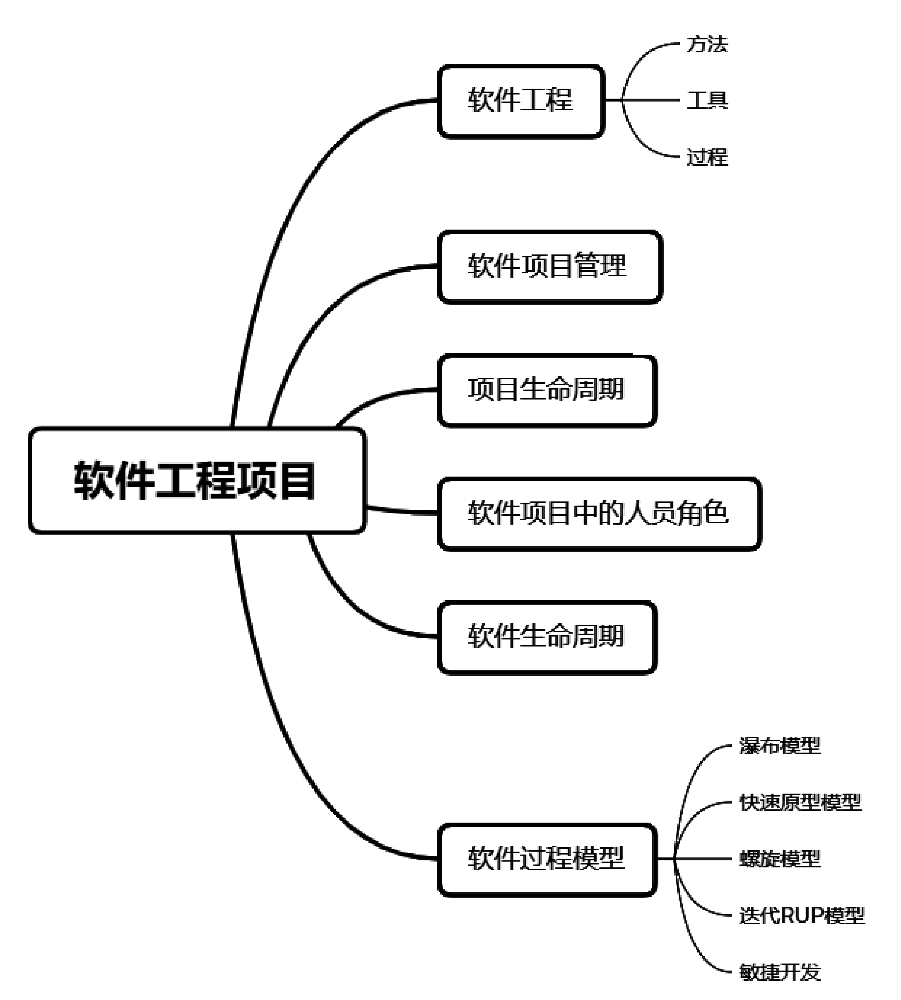 软件工程项目
软件工程
方法
工具
过程
软件项目管理
项目生命周期
软件项目中的人员角色
软件生命周期
软件过程模型
瀑布模型
快速原型模型
螺旋模型
迭代RUP模型
敏捷开发